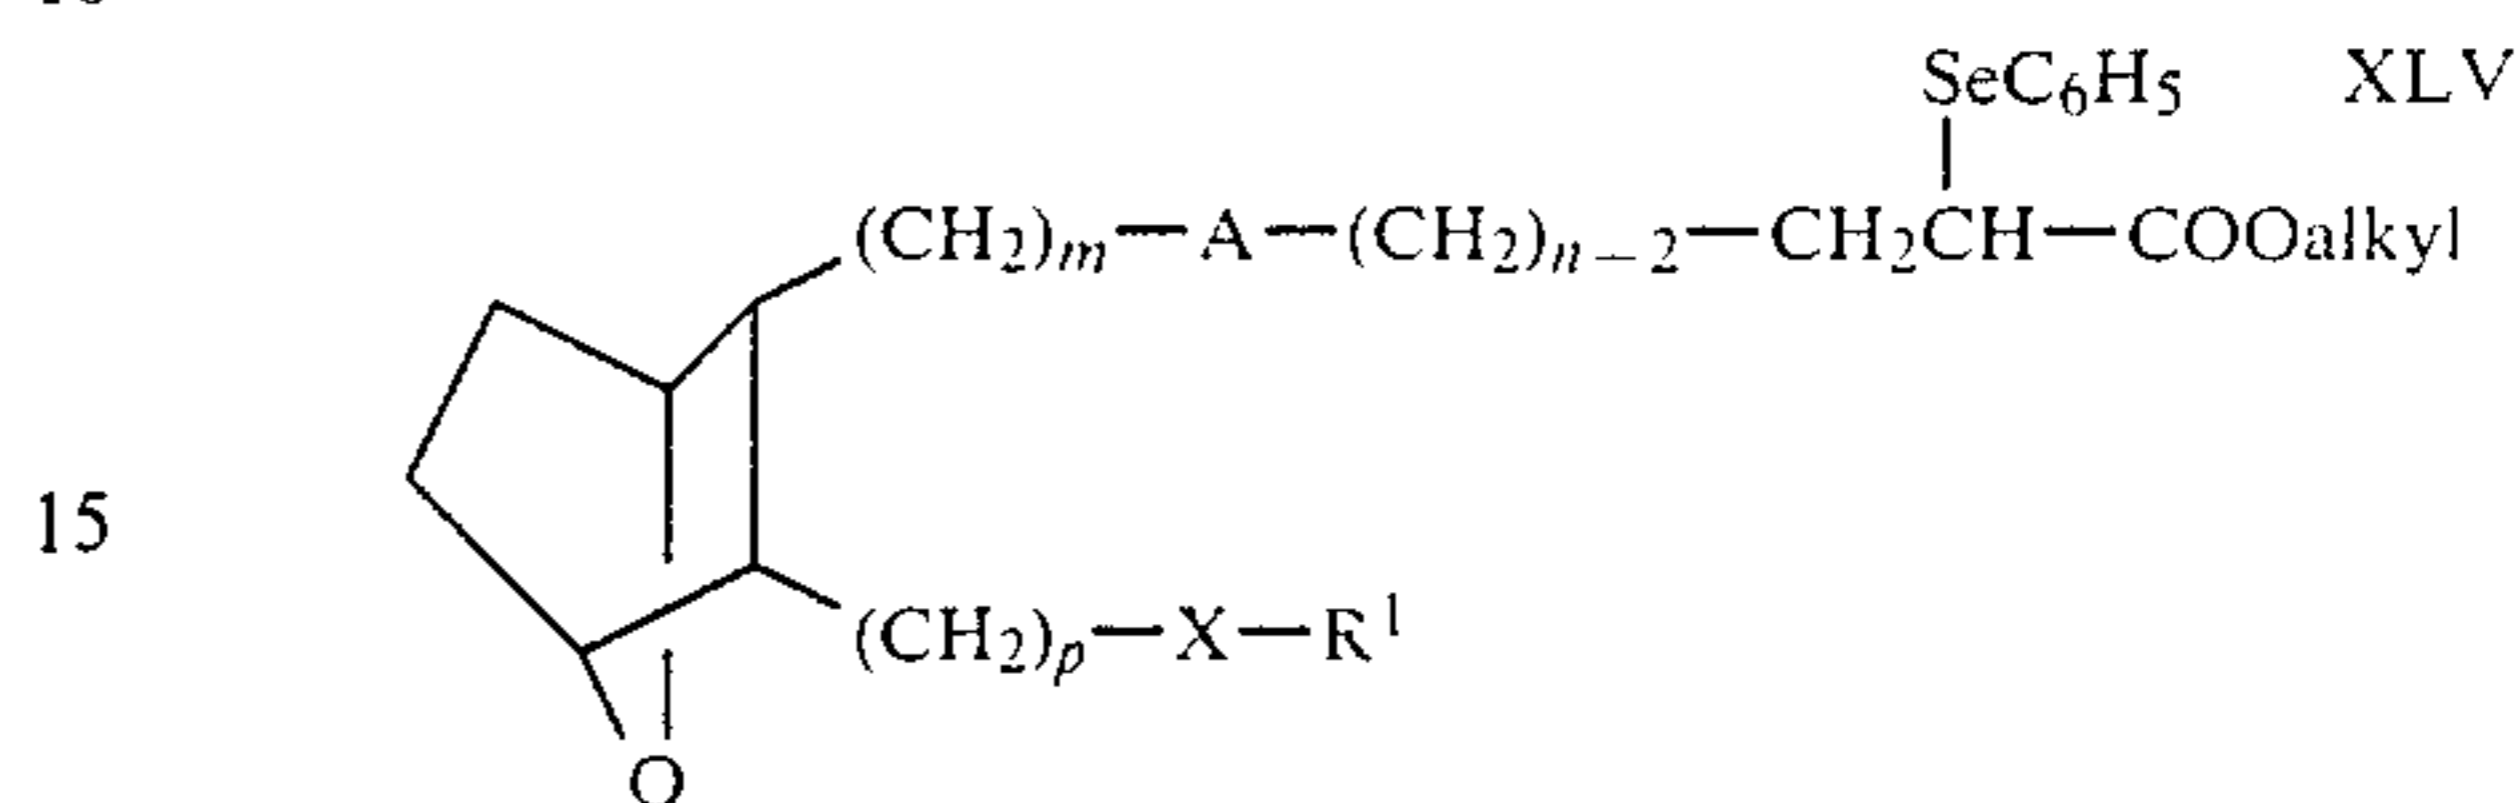 SeC6H5 XLV
(CH2)m—A—(CH2)n−2—CH2CH—COOalkyl
15
(CH2)p—X—R1
O